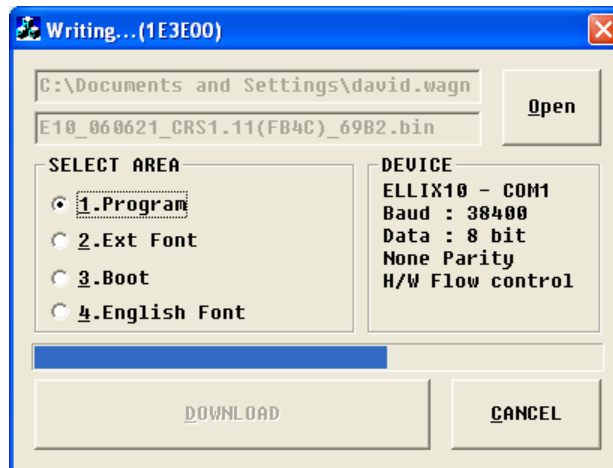 Writing...(1E3E00)
C:\Documents and Settings\david.wagn
Open
E10_060621_CRS1.11(FB4C)_69B2.bin
SELECT AREA
1.Program
2.Ext Font
3.Boot
4.English Font
DEVICE
ELLIX10 - COM1
Baud : 38400
Data : 8 bit
None Parity
H/W Flow control
DOWNLOAD
CANCEL